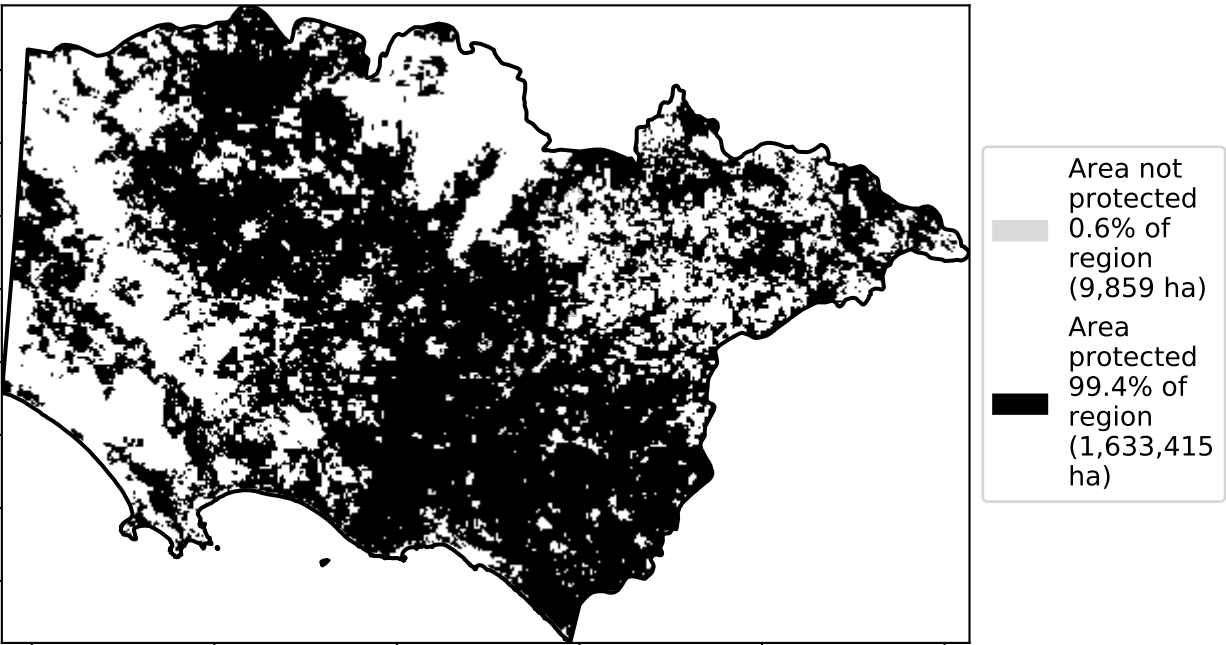 Area not
protected
0.6% of
region
(9,859 ha)
Area
protected
99.4% of
region
(1,633,415
ha)